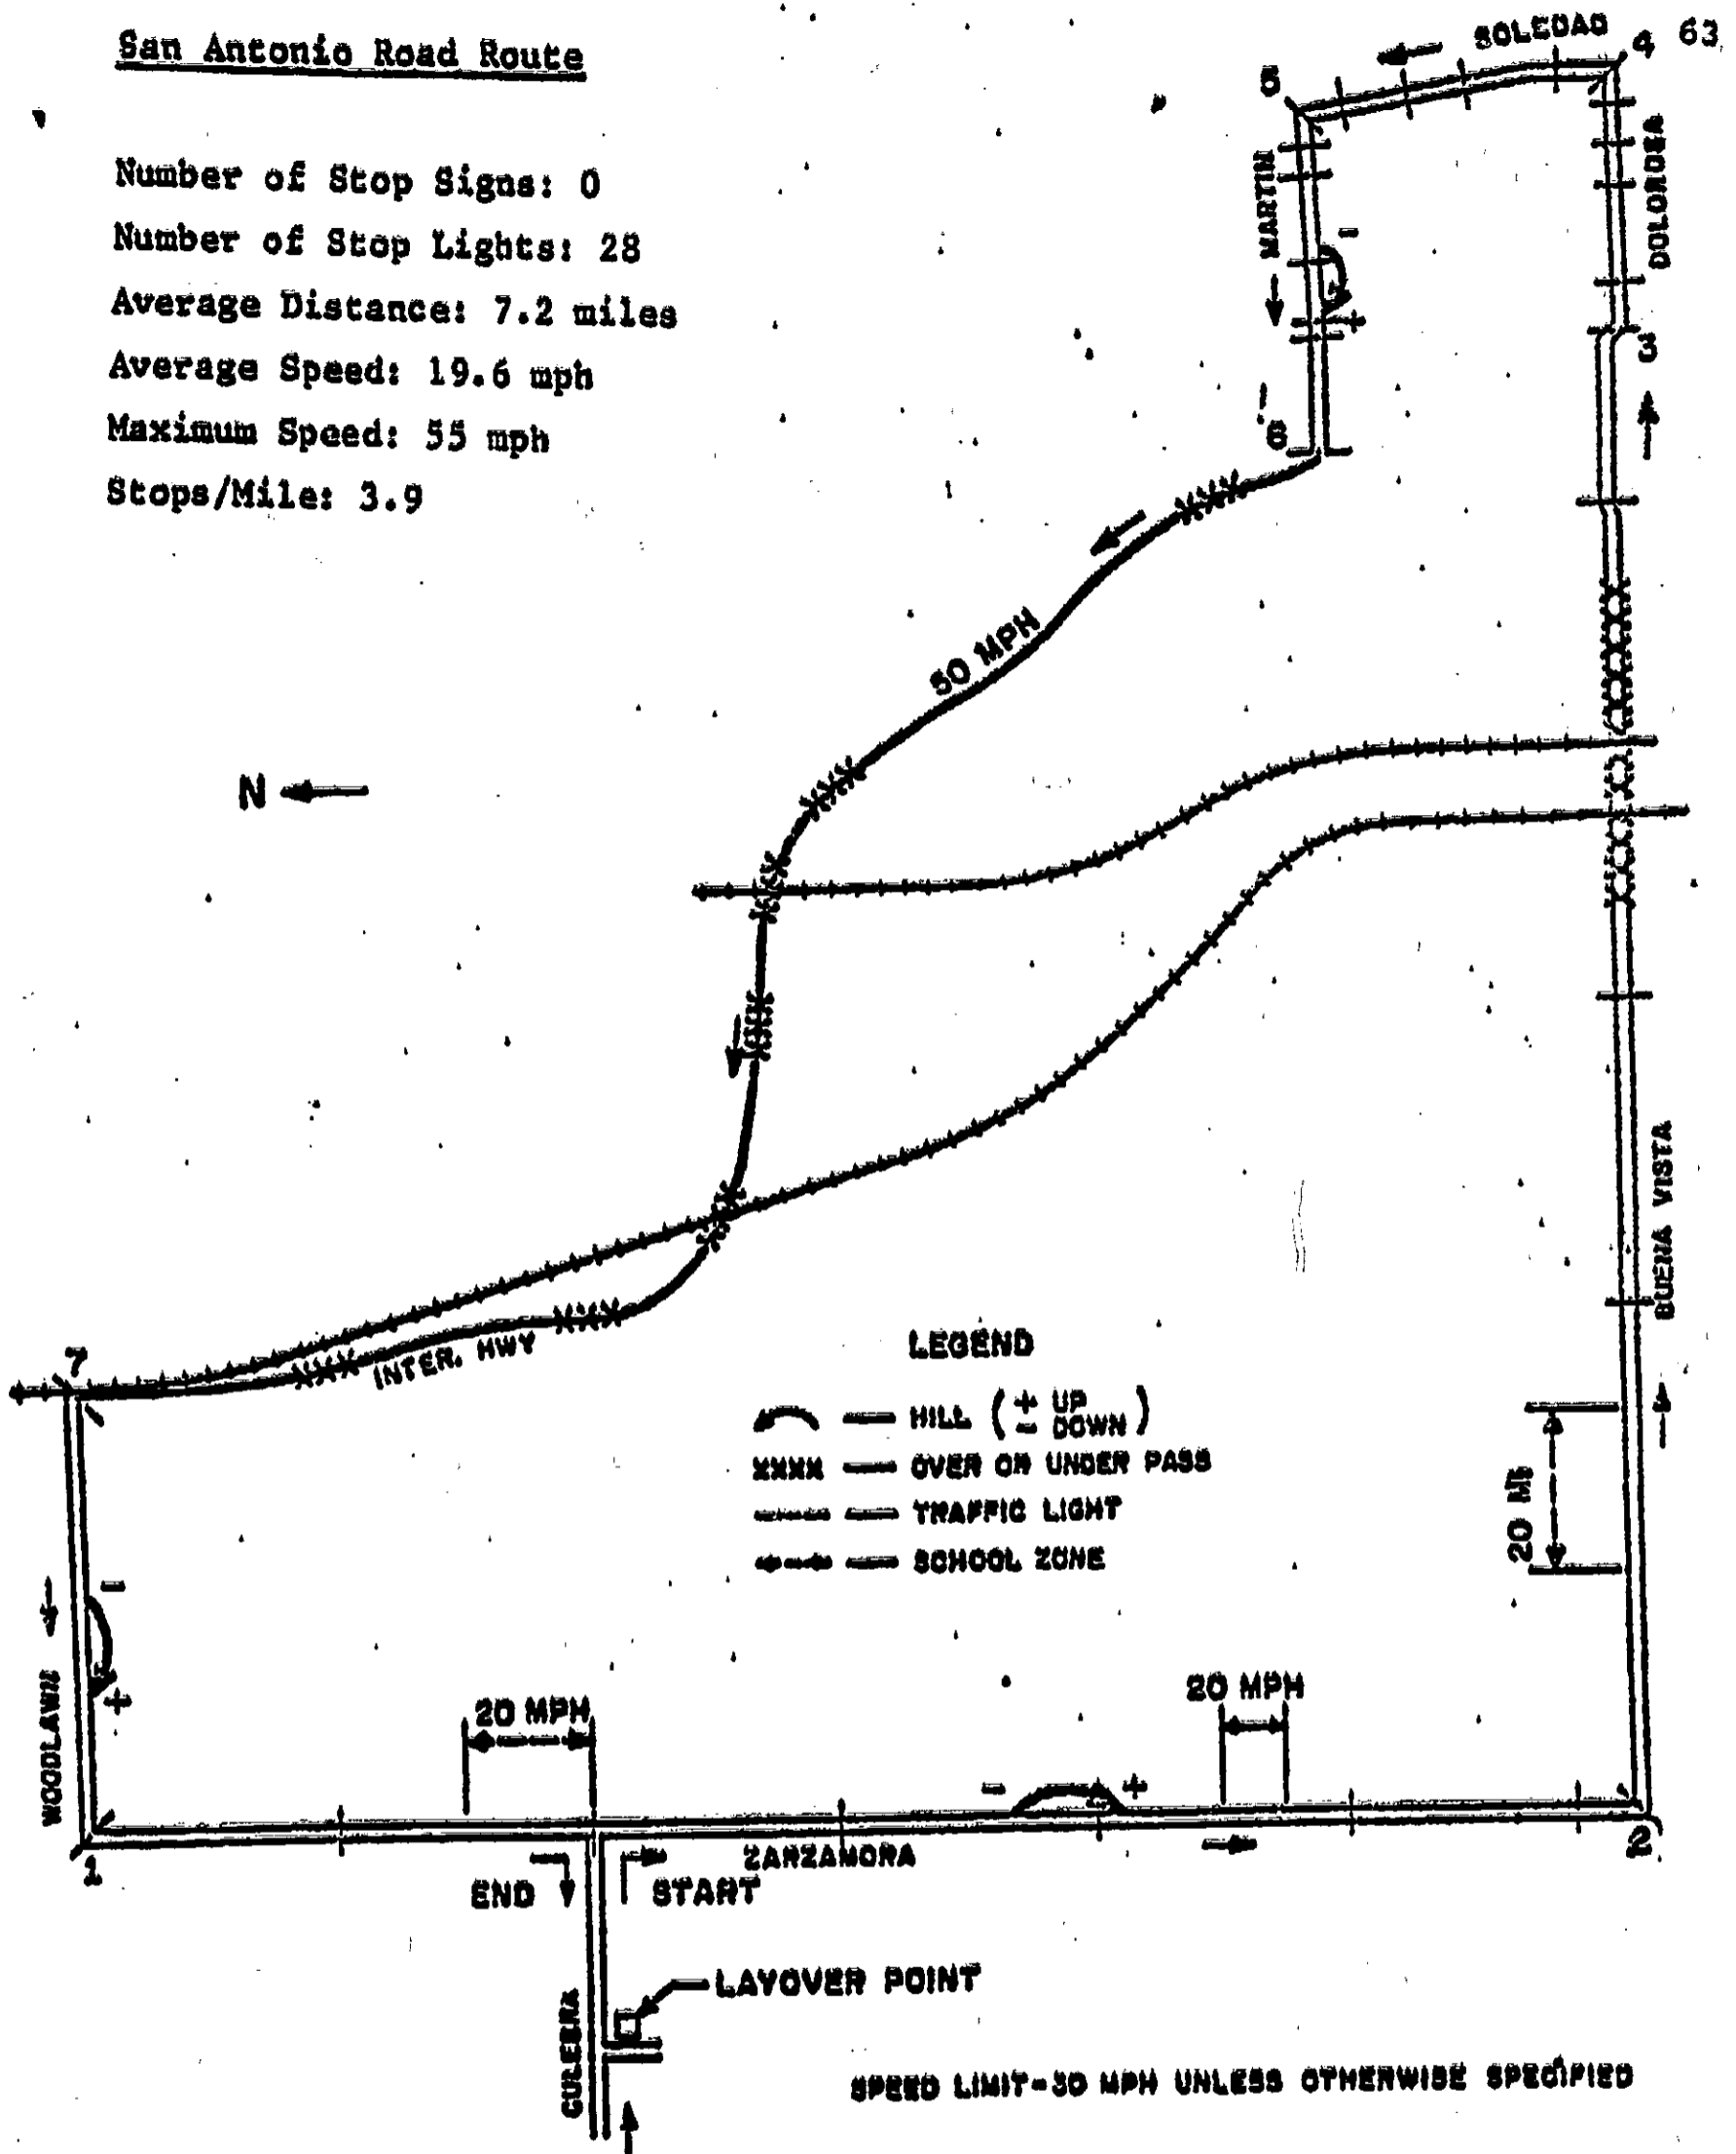 63
San Antonio Road Route
Number of Stop Signs: 0
Number of Stop Lights: 28
Average Distance: 7.2 miles
Average Speed: 19.6 mph
Maximum Speed: 55 mph
Stops/Mile: 3.9
SOLEDAD
4
5
MARTIN
DOLOROSA
-
+
3
6
50 MPH
N
BUENA VISTA
INTER. HWY
7
LEGEND
HILL ( + UP
- DOWN )
XXXX — OVER OR UNDER PASS
TRAFFIC LIGHT
SCHOOL ZONE
20 MPH
WOODLAWN
-
+
20 MPH
20 MPH
-
+
1
2
ZARZAMORA
END
START
LAYOVER POINT
CULEBRA
SPEED LIMIT-30 MPH UNLESS OTHERWISE SPECIFIED